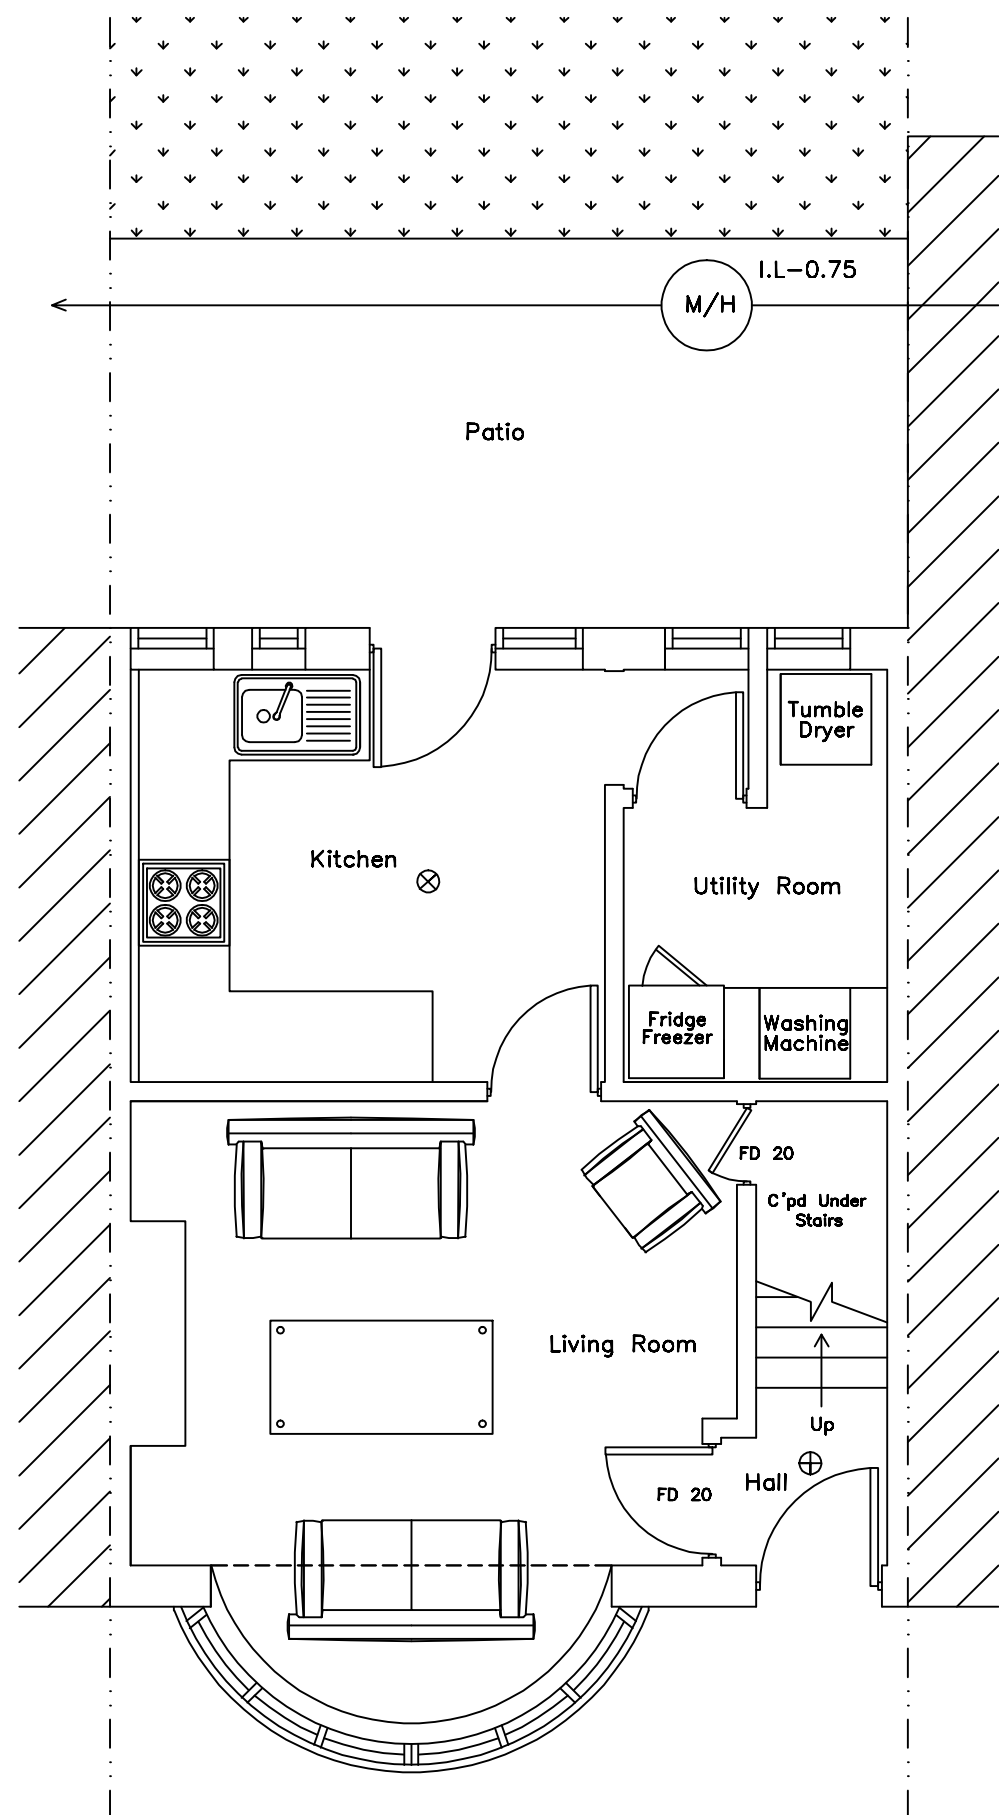 I.L-0.75
M/H
Patio
Tumble
Dryer
Kitchen
Utility Room
Fridge
Freezer
Washing
Machine
FD 20
C'pd Under
Stairs
Living Room
Up
Hall
FD 20